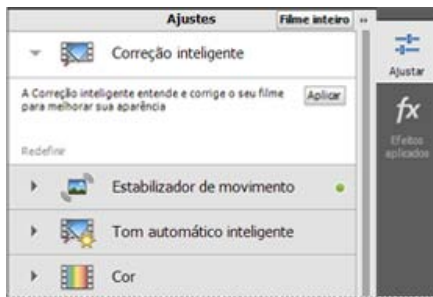 Ajustes
Filme inteiro
Correção inteligente
A Correção inteligente entende e corrige o seu filme
para melhorar sua aparência
Aplicar
Redefinir
Estabilizador de movimento
Tom automático inteligente
Cor
Ajustar
fx
Efeitos
aplicados